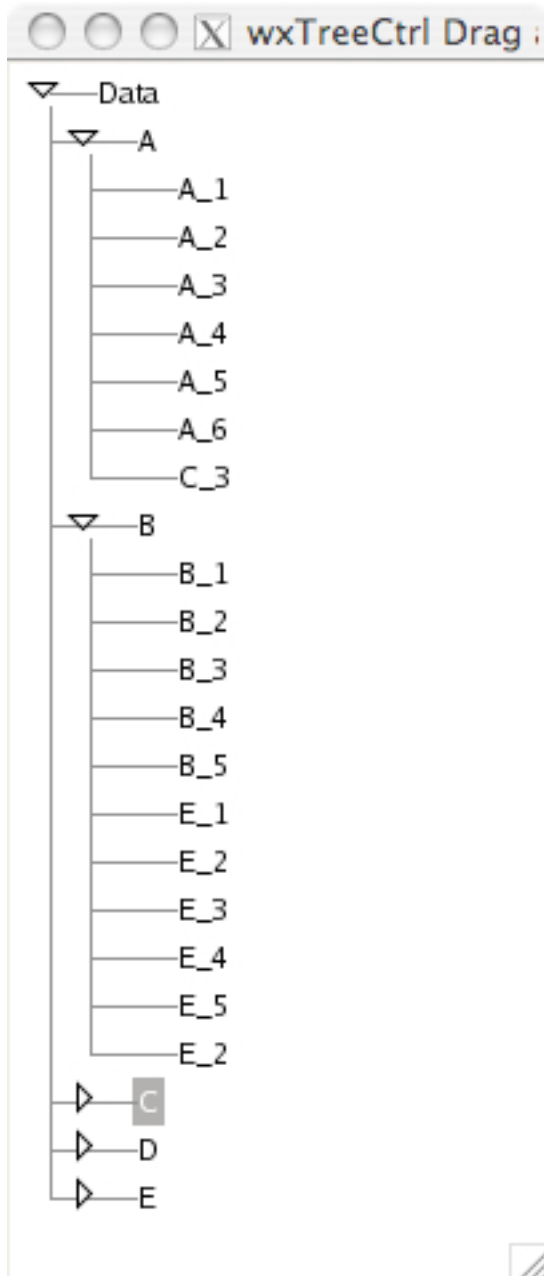 wxTreeCtrl Drag
Data
A
A_1
A_2
A_3
A_4
A_5
A_6
C_3
B
B_1
B_2
B_3
B_4
B_5
E_1
E_2
E_3
E_4
E_5
E_2
C
D
E